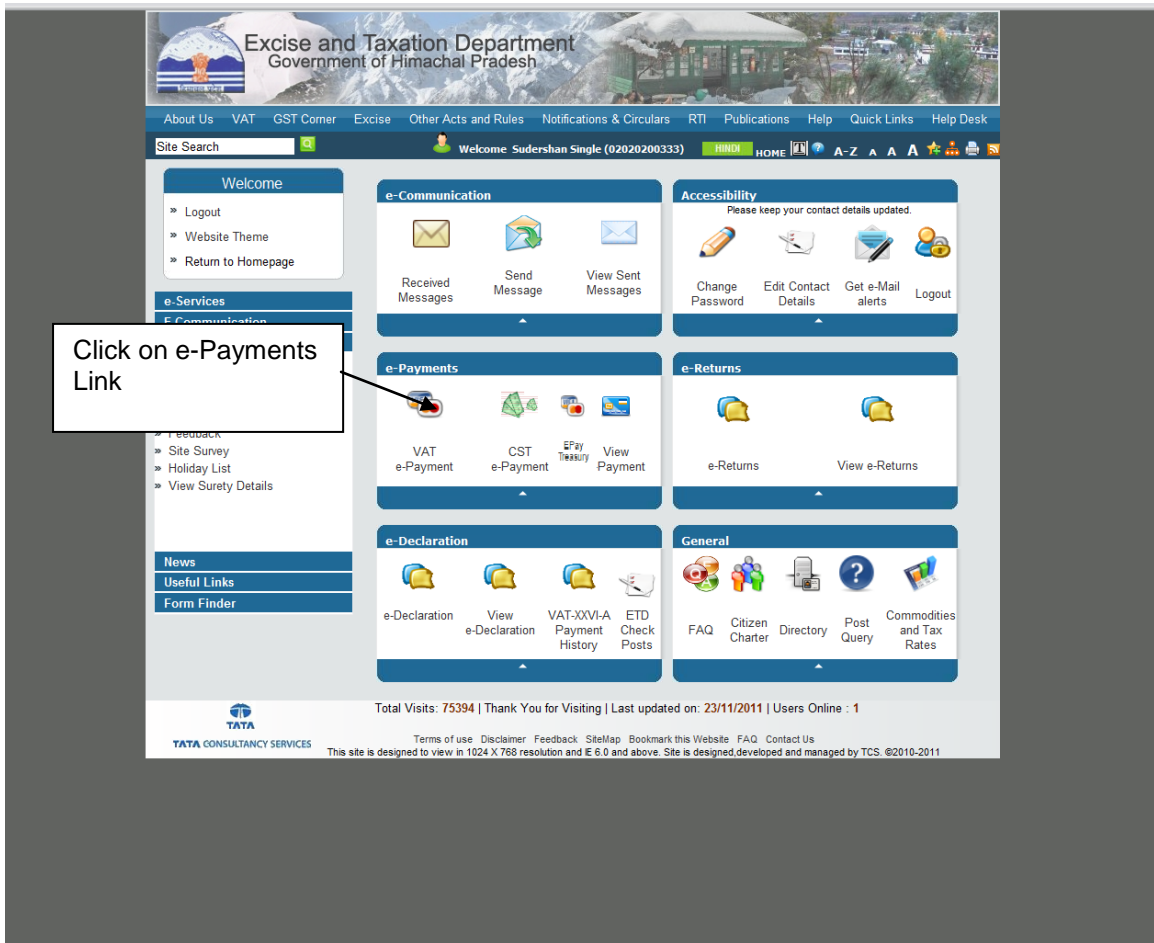 Excise and Taxation Department
Government of Himachal Pradesh
About Us VAT GST Corner Excise Other Acts and Rules Notifications & Circulars RTI Publications Help Quick Links Help Desk
Site Search
Welcome Sudershan Single (02020200333) HINDI HOME T ? A-Z A A A
Welcome
» Logout
» Website Theme
» Return to Homepage
e-Services
E Communication
Click on e-Payments
Link
» Feedback
» Site Survey
» Holiday List
» View Surety Details
News
Useful Links
Form Finder
e-Communication
Received
Messages
Send
Message
View Sent
Messages
Accessibility
Please keep your contact details updated.
Change
Password
Edit Contact
Details
Get e-Mail
alerts
Logout
e-Payments
VAT
e-Payment
CST
e-Payment
EPay
Treasury
View
Payment
e-Returns
e-Returns
View e-Returns
e-Declaration
e-Declaration
View
e-Declaration
VAT-XXVI-A
Payment
History
ETD
Check
Posts
General
FAQ
Citizen
Charter
Directory
?
Post
Query
Commodities
and Tax
Rates
TATA
TATA CONSULTANCY SERVICES
Total Visits: 75394 | Thank You for Visiting | Last updated on: 23/11/2011 | Users Online : 1
Terms of use Disclaimer Feedback SiteMap Bookmark this Website FAQ Contact Us
This site is designed to view in 1024 X 768 resolution and IE 6.0 and above. Site is designed,developed and managed by TCS. ©2010-2011